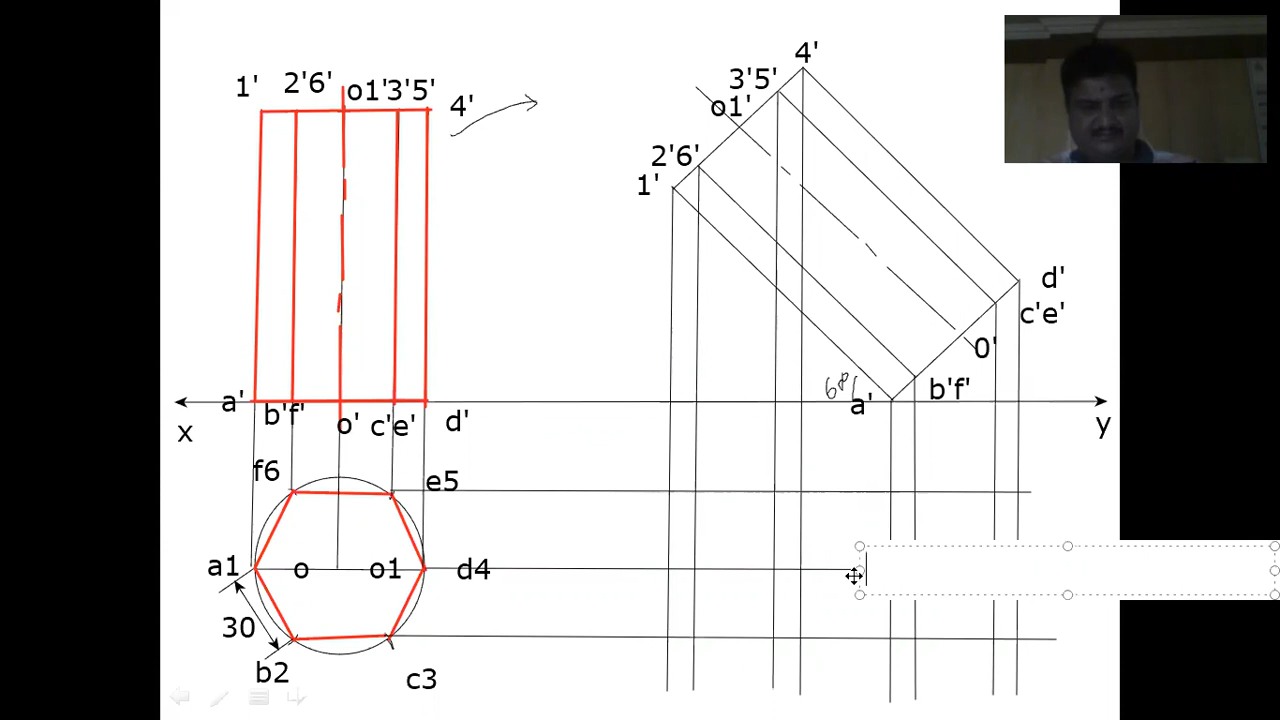 1' 2'6' o1' 3'5' 4'
a' b'f' o' c'e' d'
x
f6 e5
a1 o o1 d4
30
b2 c3
4'
3'5'
o1'
2'6'
1'
d'
c'e'
0'
b'f'
a'
y